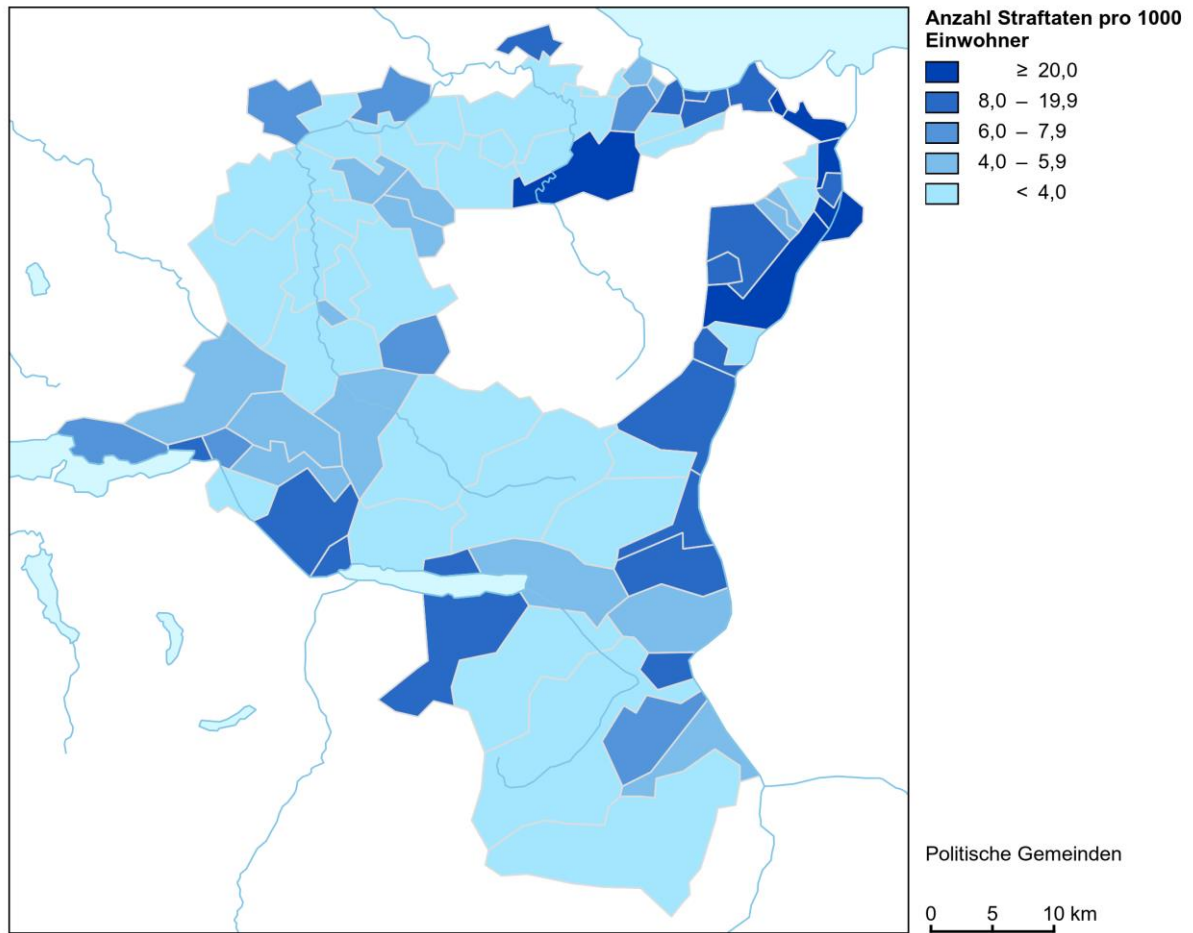 Anzahl Straftaten pro 1000
Einwohner
≥ 20,0
8,0 – 19,9
6,0 – 7,9
4,0 – 5,9
< 4,0
Politische Gemeinden
0 5 10 km